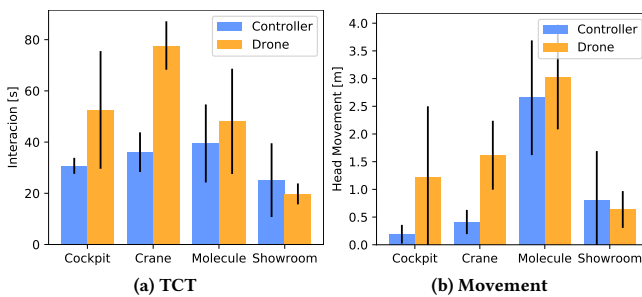 Controller
Drone
Interacion [s]
80
60
40
20
0
Cockpit Crane Molecule Showroom
(a) TCT
Controller
Drone
Head Movement [m]
4.0
3.5
3.0
2.5
2.0
1.5
1.0
0.5
0.0
Cockpit Crane Molecule Showroom
(b) Movement